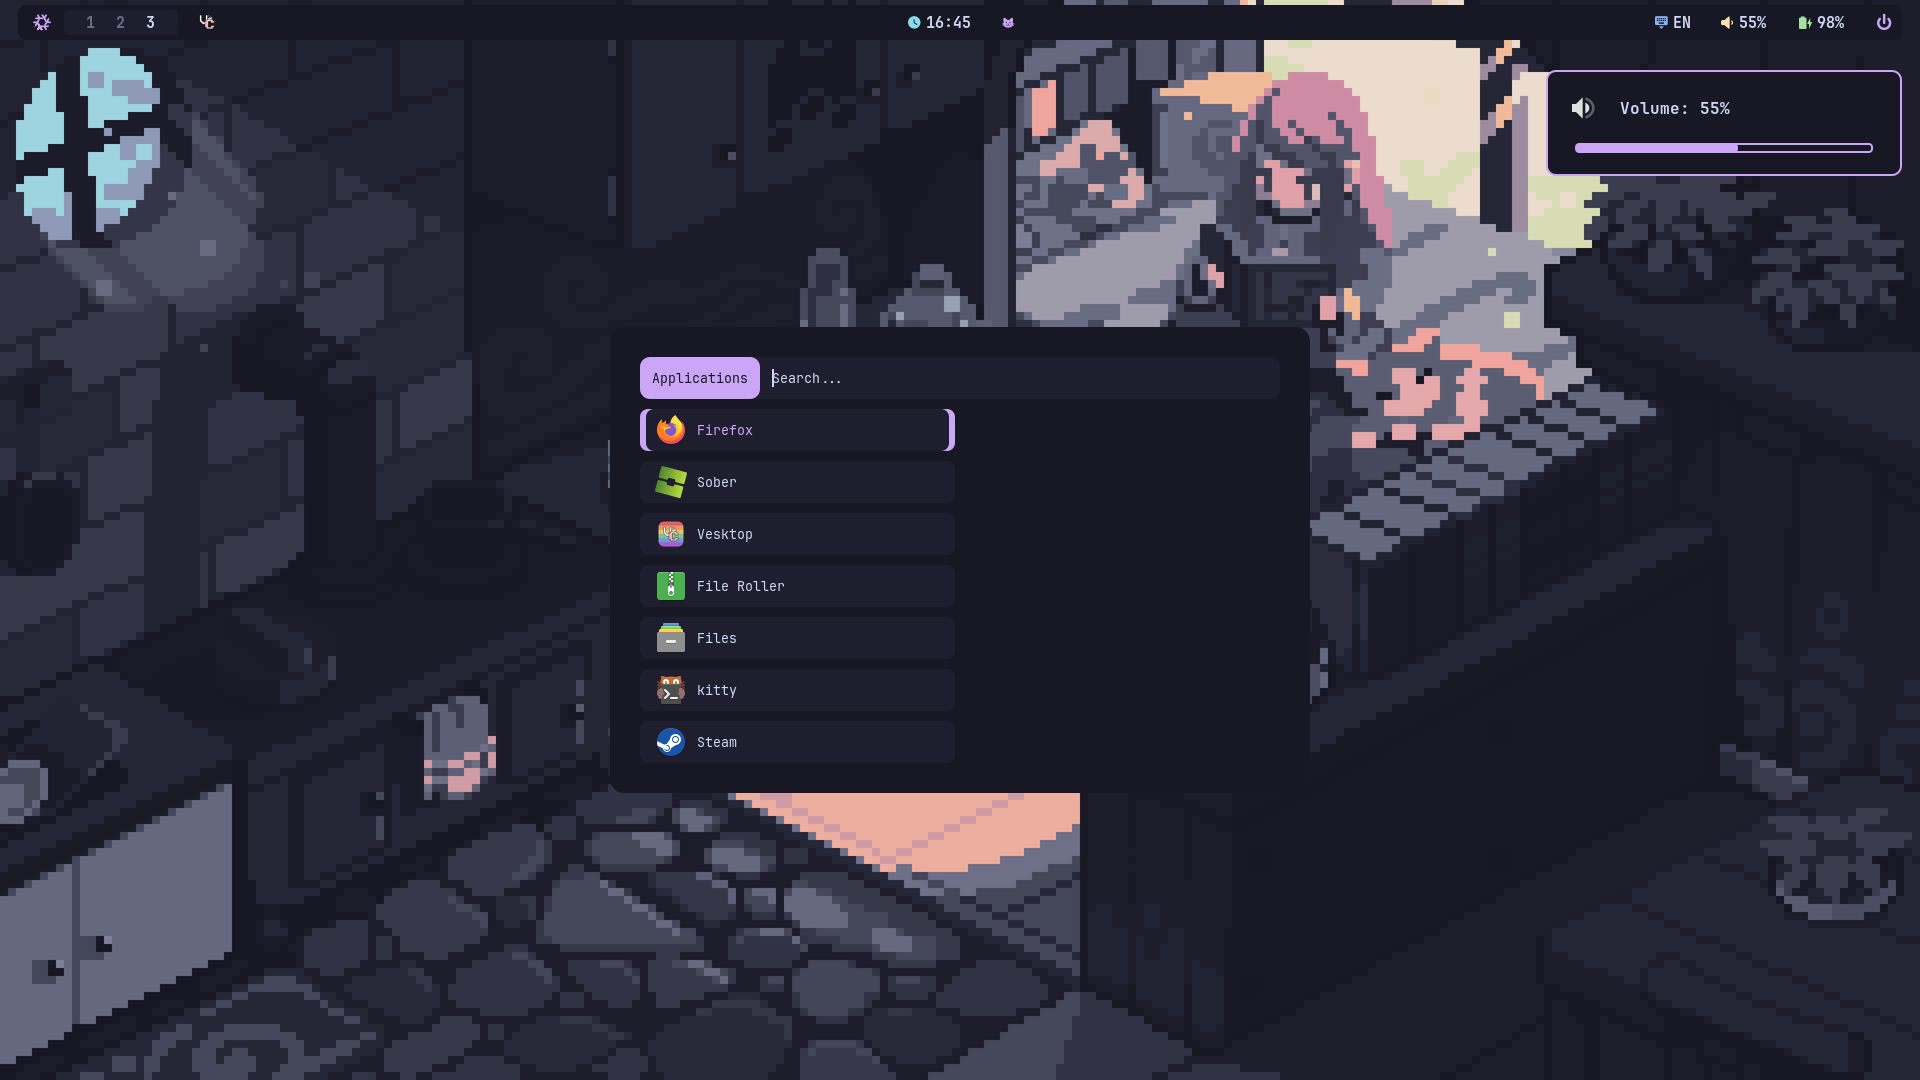 1 2 3 16:45 EN 55% 98%
Volume: 55%
Applications Search...
Firefox
Sober
Vesktop
File Roller
Files
kitty
Steam